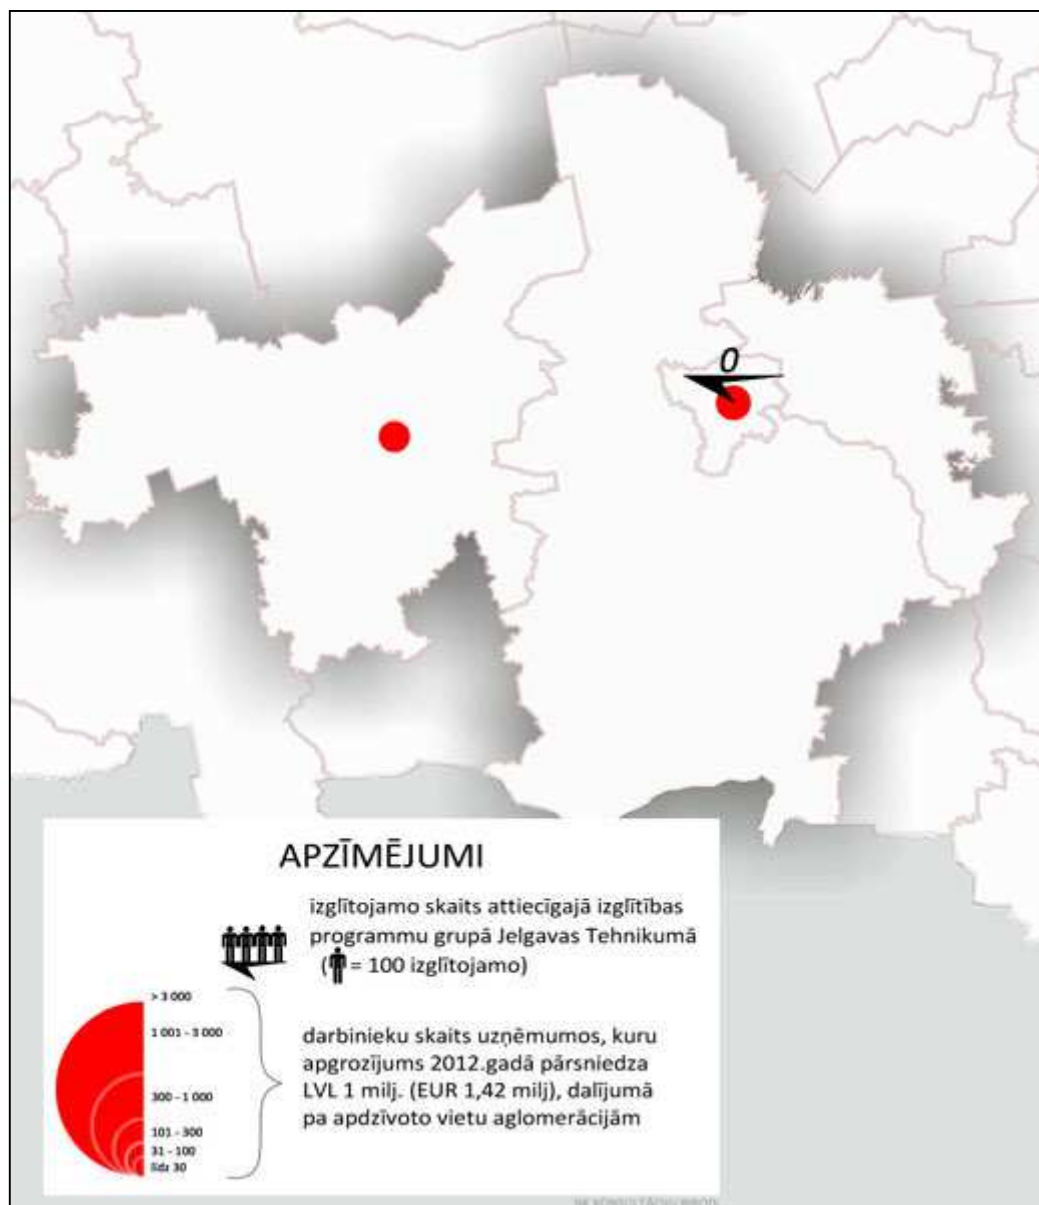 0
APZĪMĒJUMI
izglītojamo skaits attiecīgajā izglītības
programmu grupā Jelgavas Tehnikumā
( = 100 izglītojamo)
> 3 000
1 001 - 3 000
300 - 1 000
101 - 300
31 - 100
līdz 30
darbinieku skaits uzņēmumos, kuru
apgrozījums 2012.gadā pārsniedza
LVL 1 milj. (EUR 1,42 milj), dalījumā
pa apdzīvoto vietu aglomerācijām